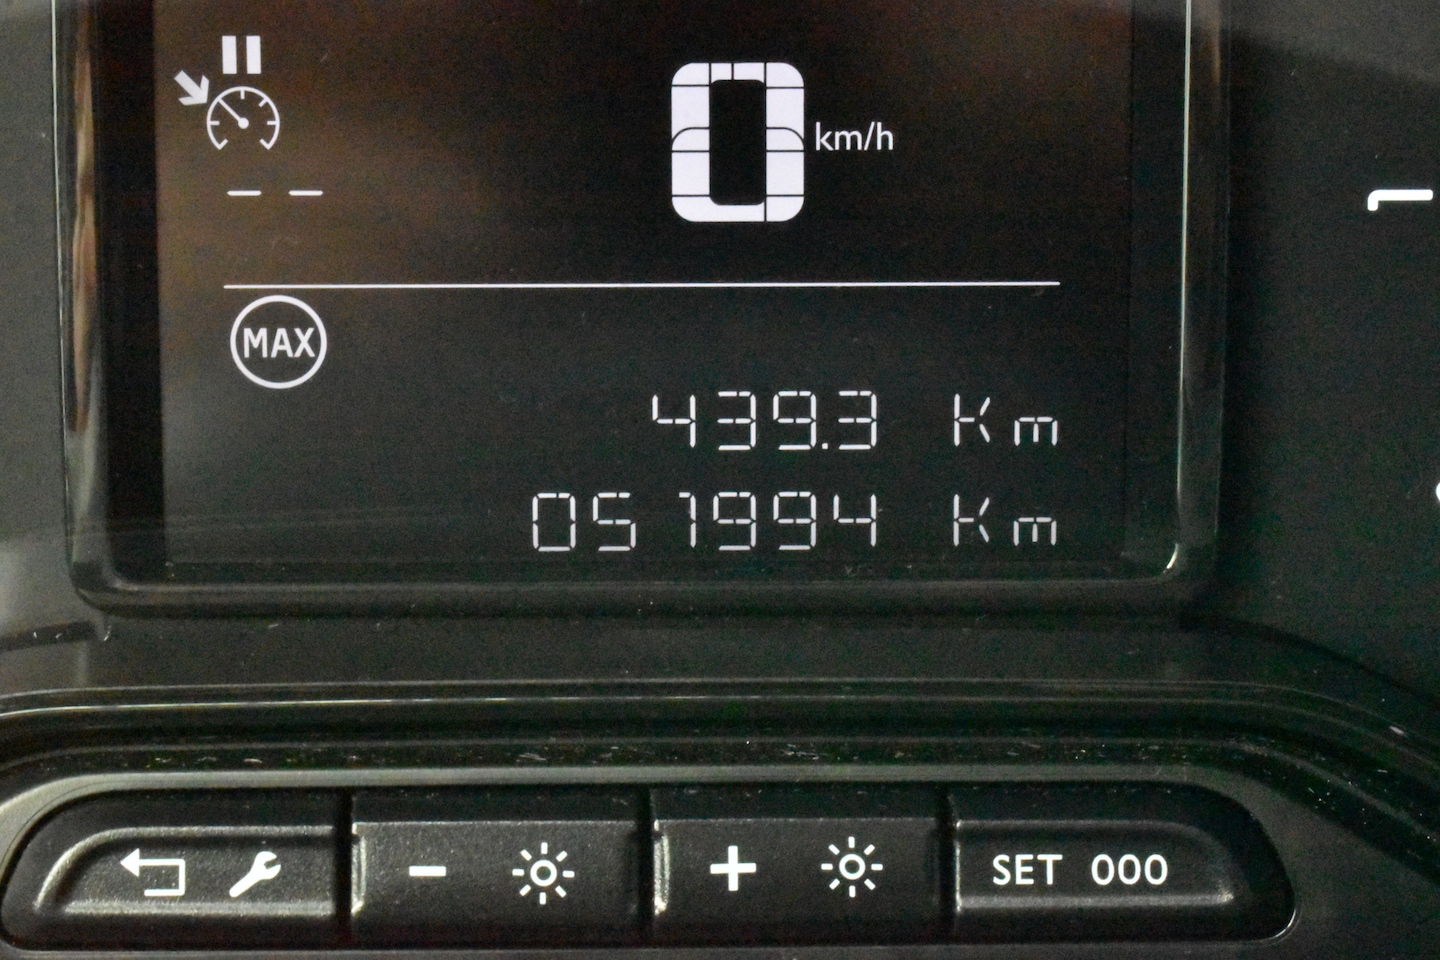 0 km/h
– –
MAX
439.3 Km
051994 Km
– +
SET 000